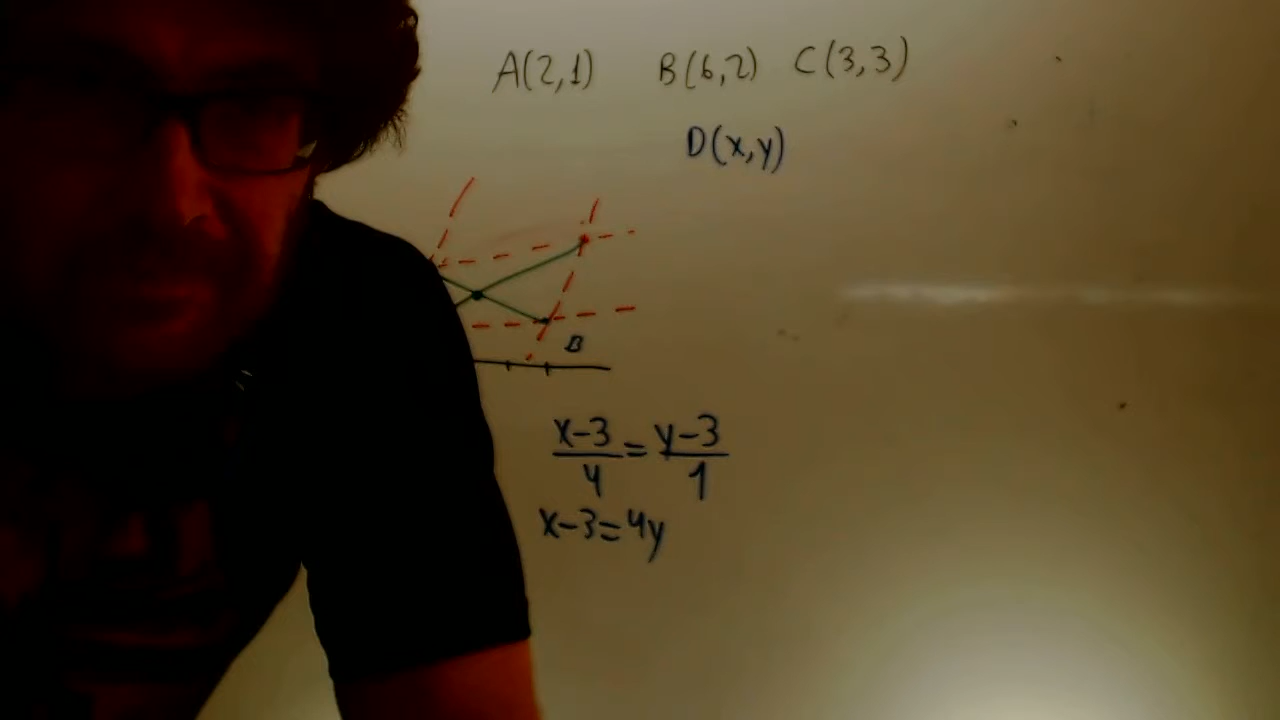 A(2,1) B(6,2) C(3,3)
D(x,y)
B
x-3/4 = y-3/1
x-3=4y